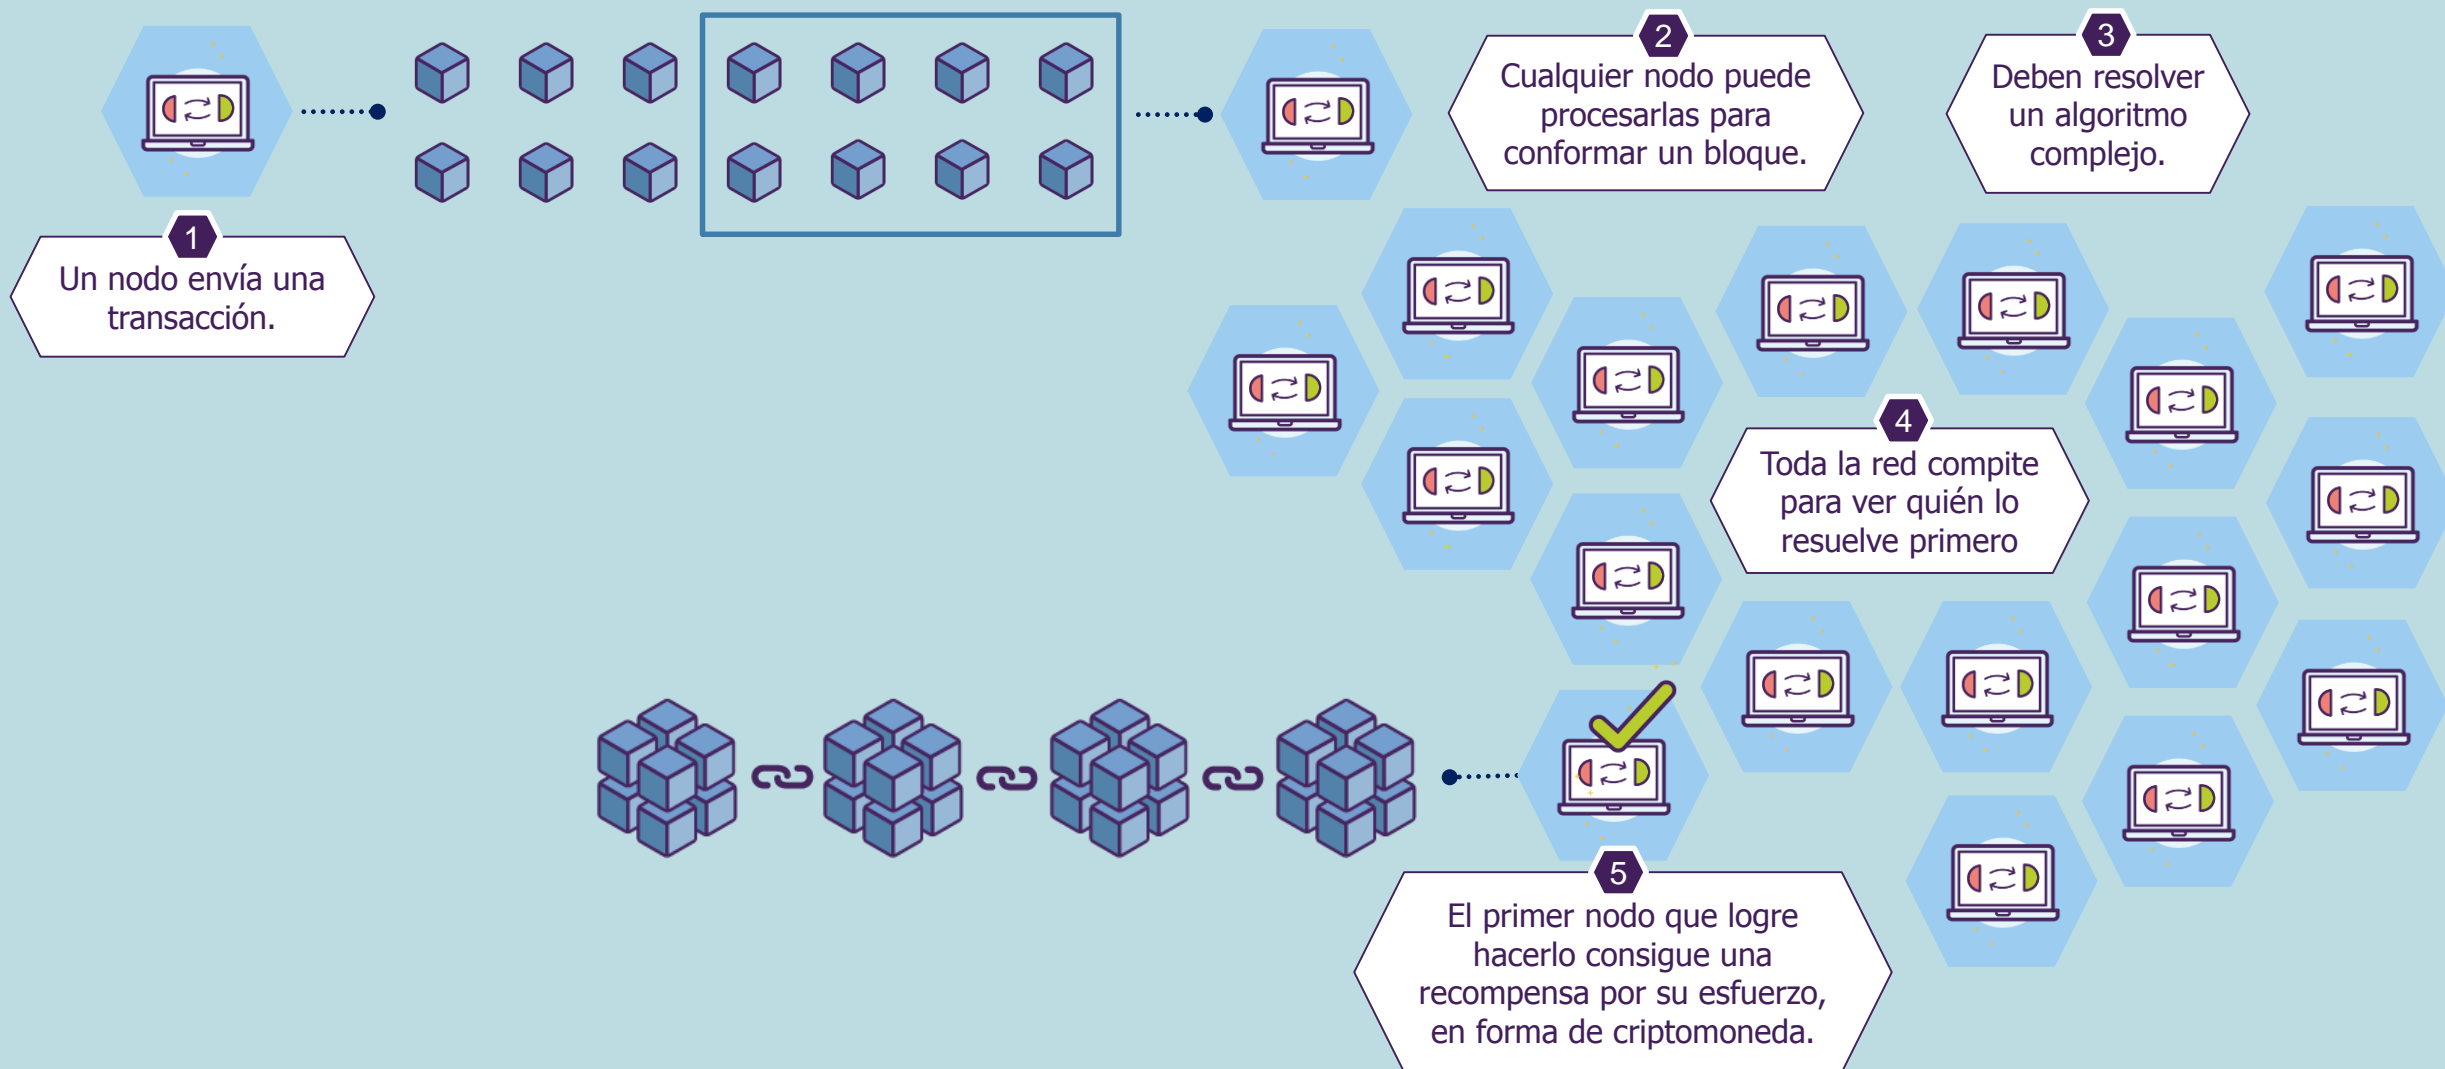 1
Un nodo envía una
transacción.
2
Cualquier nodo puede
procesarlas para
conformar un bloque.
3
Deben resolver
un algoritmo
complejo.
4
Toda la red compite
para ver quién lo
resuelve primero
5
El primer nodo que logre
hacerlo consigue una
recompensa por su esfuerzo,
en forma de criptomoneda.